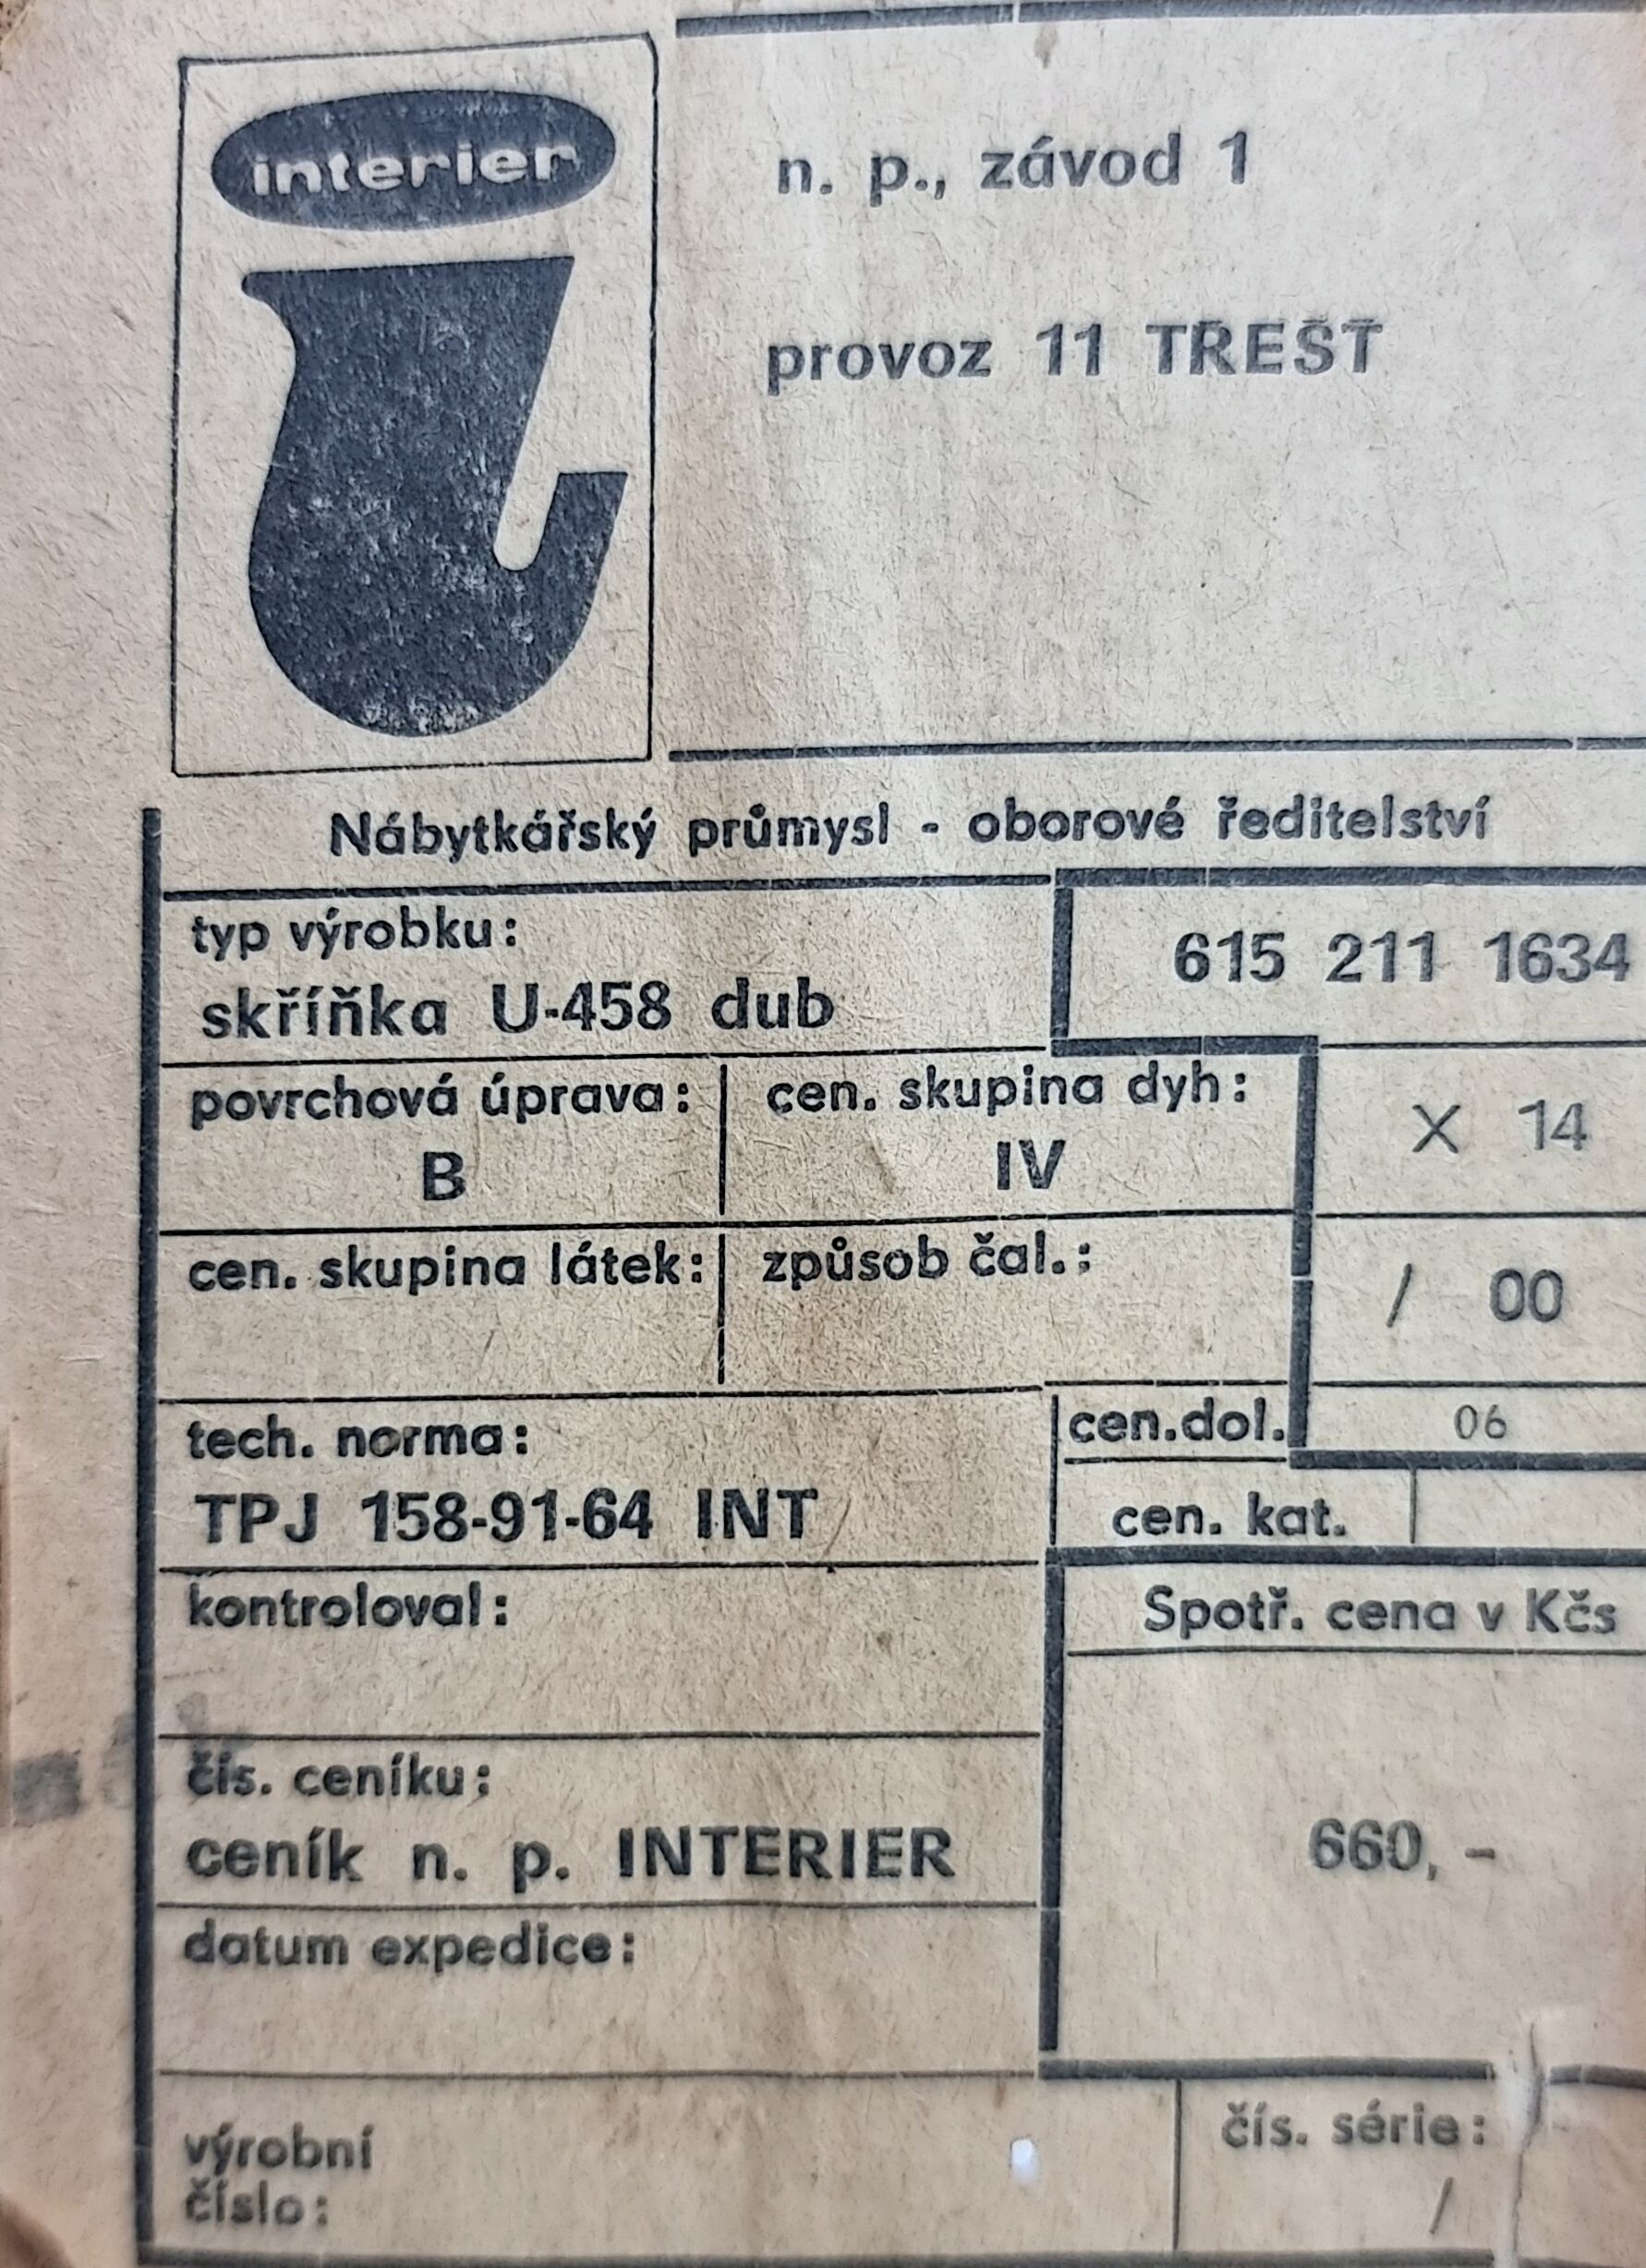 interier
n. p., závod 1
provoz 11 TŘEŠŤ
Nábytkářský průmysl - oborové ředitelství
typ výrobku:
skříňka U-458 dub
615 211 1634
povrchová úprava:
B
cen. skupina dyh:
IV
X 14
cen. skupina látek:
způsob čal.:
/ 00
tech. norma:
TPJ 158-91-64 INT
cen.dol.
06
cen. kat.
kontroloval:
Spotř. cena v Kčs
660,-
čís. ceníku:
ceník n. p. INTERIER
datum expedice:
výrobní
číslo:
čís. série:
/